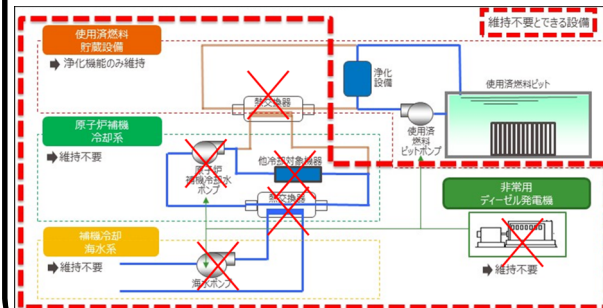 維持不要とできる設備
使用済燃料
貯蔵設備
➡ 浄化機能のみ維持
熱交換器
浄化
設備
使用済
燃料
ピットポンプ
使用済燃料ピット
原子炉補機
冷却系
➡維持不要
原子炉
補機冷却水
ポンプ
他冷却対象機器
熱交換器
補機冷却
海水系
➡維持不要
海水ポンプ
非常用
ディーゼル発電機
➡維持不要